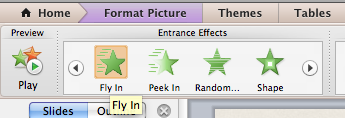 Home Format Picture Themes Tables
Preview Entrance Effects
Play Fly In Peek In Random... Shape
Fly In
Slides Outline